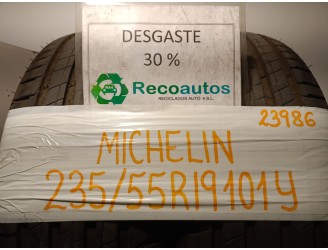 DESGASTE
30 %
Recoautos
RECICLADOS AUTO 4 S.L.
23986
MICHELIN
235/55R19101Y